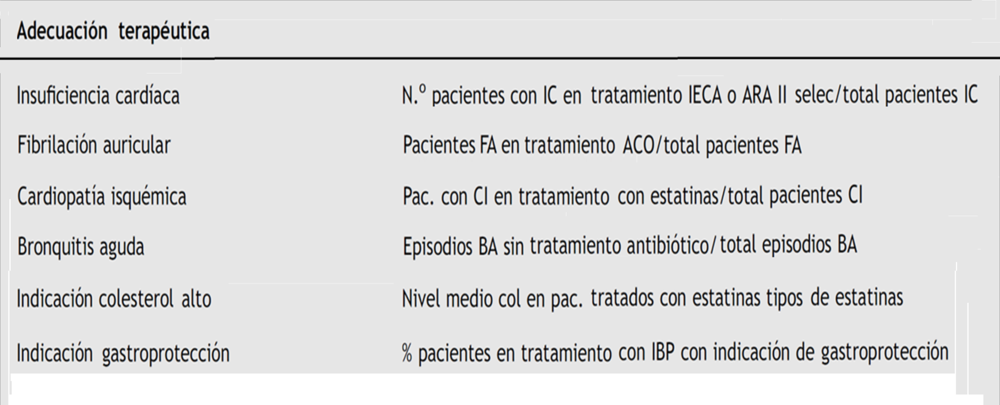 Adecuación terapéutica
Insuficiencia cardíaca N.º pacientes con IC en tratamiento IECA o ARA II selec/total pacientes IC
Fibrilación auricular Pacientes FA en tratamiento ACO/total pacientes FA
Cardiopatía isquémica Pac. con CI en tratamiento con estatinas/total pacientes CI
Bronquitis aguda Episodios BA sin tratamiento antibiótico/total episodios BA
Indicación colesterol alto Nivel medio col en pac. tratados con estatinas tipos de estatinas
Indicación gastroprotección % pacientes en tratamiento con IBP con indicación de gastroprotección